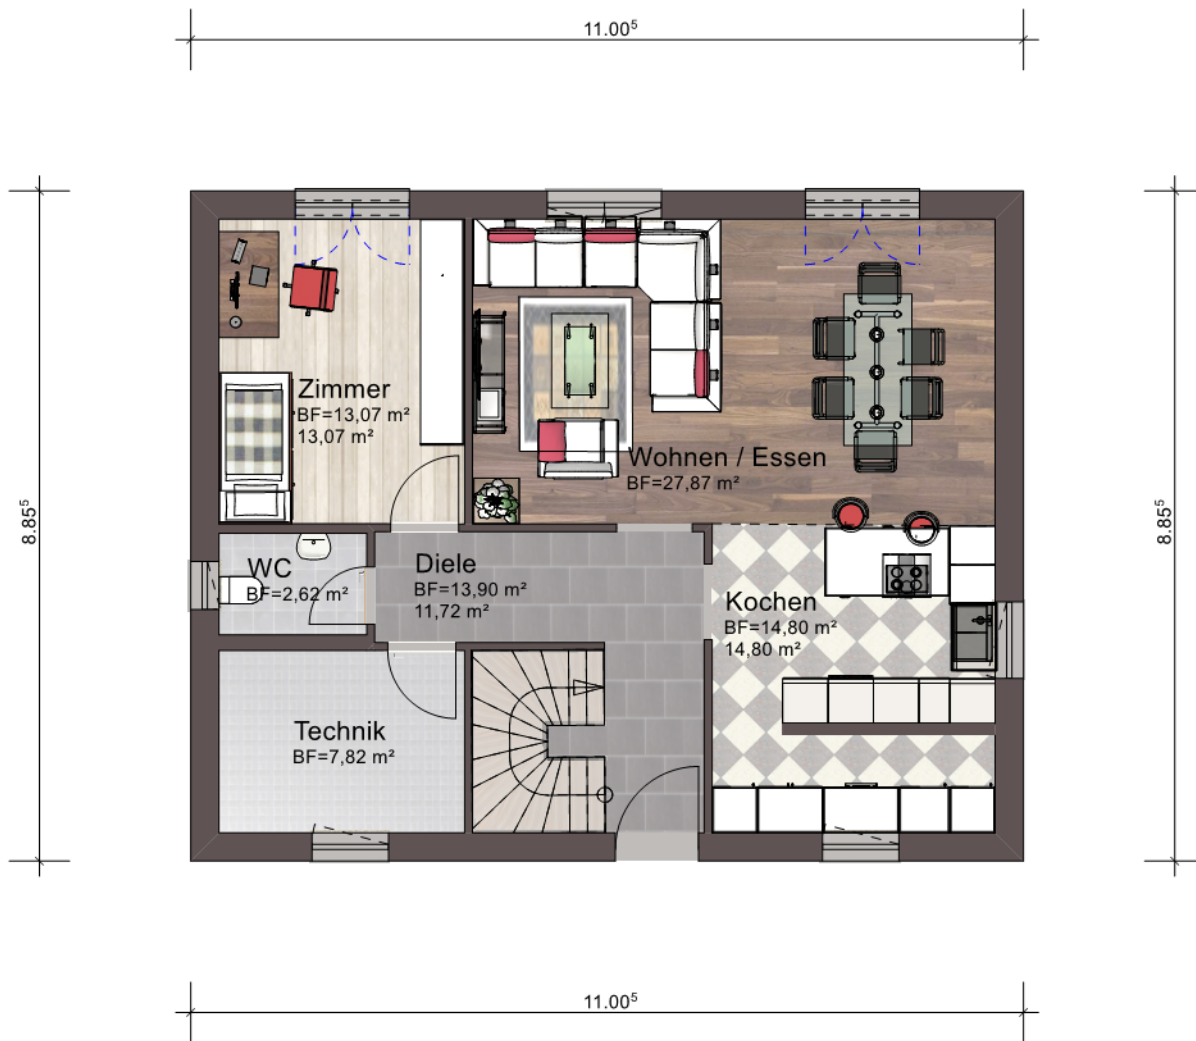 11.00⁵
8.85⁵
8.85⁵
Zimmer
BF=13,07 m²
13,07 m²
Wohnen / Essen
BF=27,87 m²
WC
BF=2,62 m²
Diele
BF=13,90 m²
11,72 m²
Kochen
BF=14,80 m²
14,80 m²
Technik
BF=7,82 m²
11.00⁵